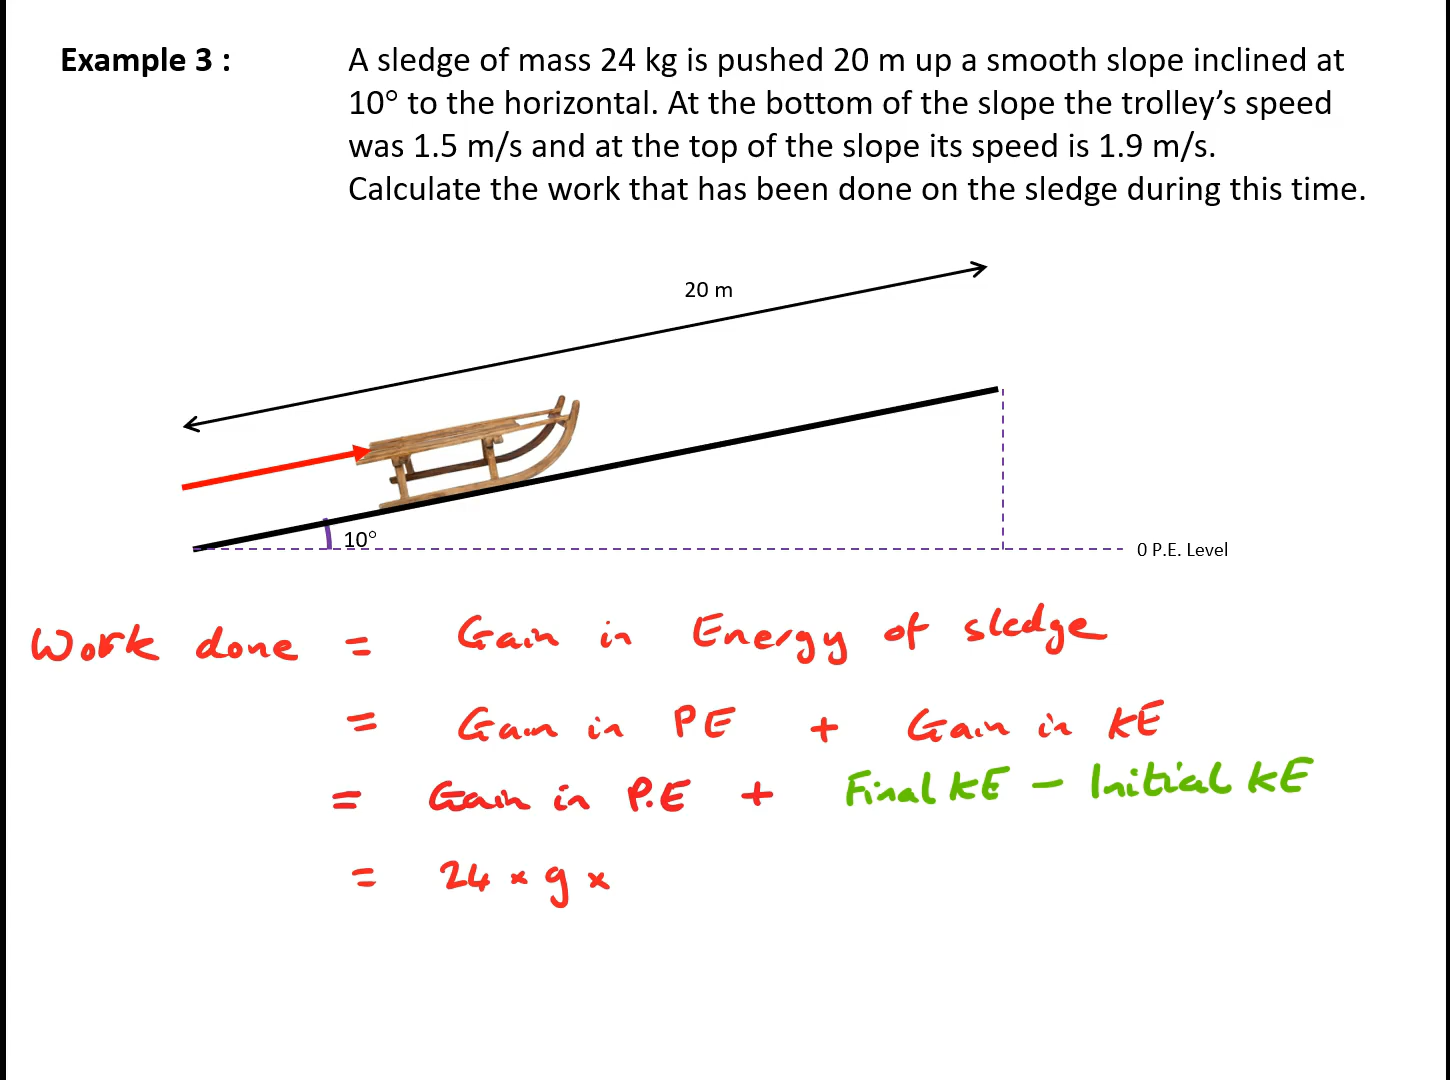 Example 3 : A sledge of mass 24 kg is pushed 20 m up a smooth slope inclined at
10° to the horizontal. At the bottom of the slope the trolley’s speed
was 1.5 m/s and at the top of the slope its speed is 1.9 m/s.
Calculate the work that has been done on the sledge during this time.
20 m
10°
0 P.E. Level
Work done = Gain in Energy of sledge
= Gain in PE + Gain in KE
= Gain in P.E + Final KE – Initial KE
= 24 × g ×